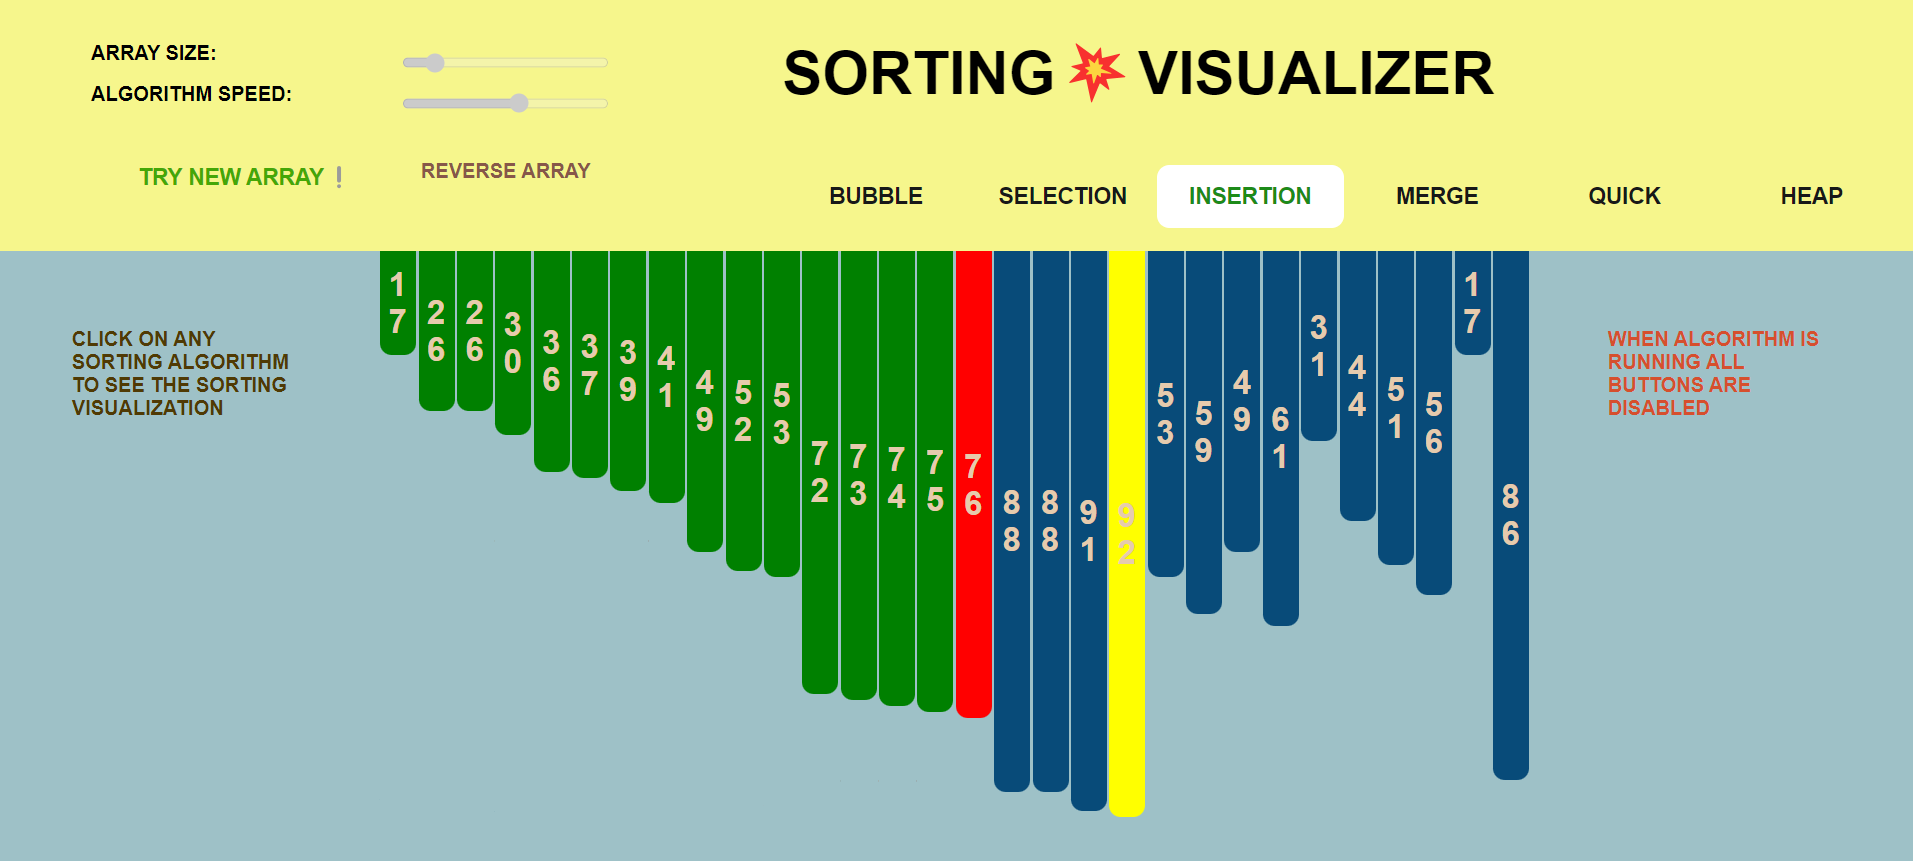 ARRAY SIZE:
ALGORITHM SPEED:
SORTING💥VISUALIZER
TRY NEW ARRAY ❕
REVERSE ARRAY
BUBBLE
SELECTION
INSERTION
MERGE
QUICK
HEAP
CLICK ON ANY
SORTING ALGORITHM
TO SEE THE SORTING
VISUALIZATION
17
26
26
30
36
37
39
41
49
52
53
72
73
74
75
76
88
88
91
92
53
59
49
61
31
44
51
56
17
86
WHEN ALGORITHM IS
RUNNING ALL
BUTTONS ARE
DISABLED